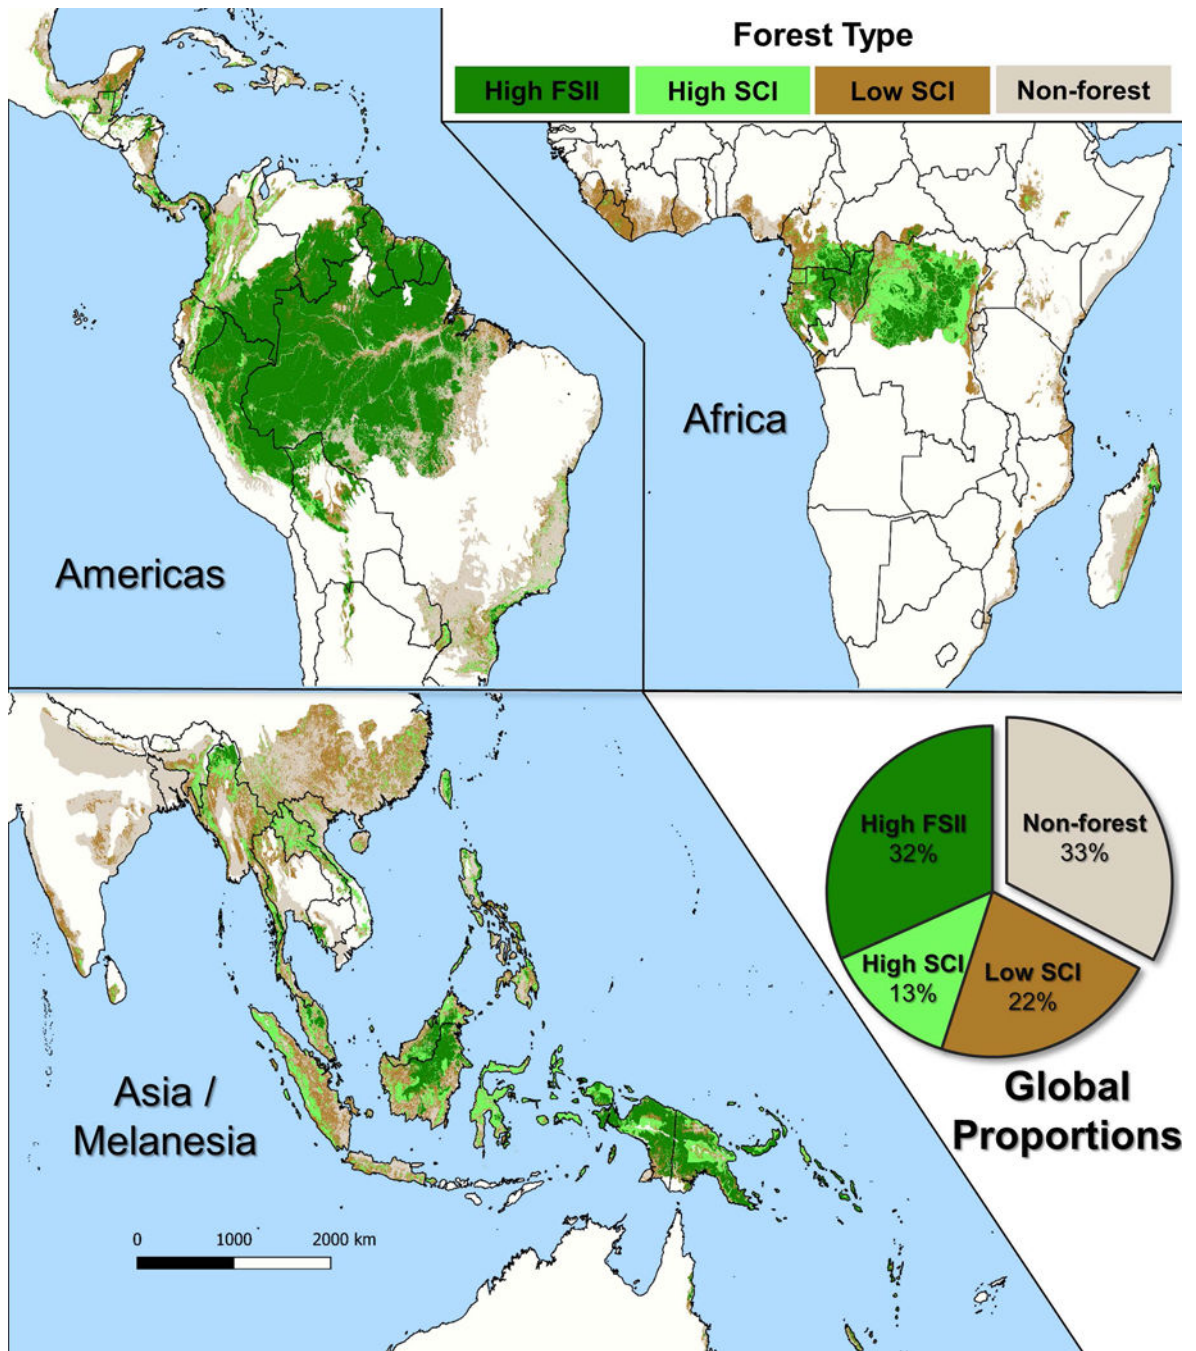 Forest Type
High FSII High SCI Low SCI Non-forest
Americas
Africa
High FSII
32%
Non-forest
33%
High SCI
13%
Low SCI
22%
Global
Proportions
Asia /
Melanesia
0 1000 2000 km